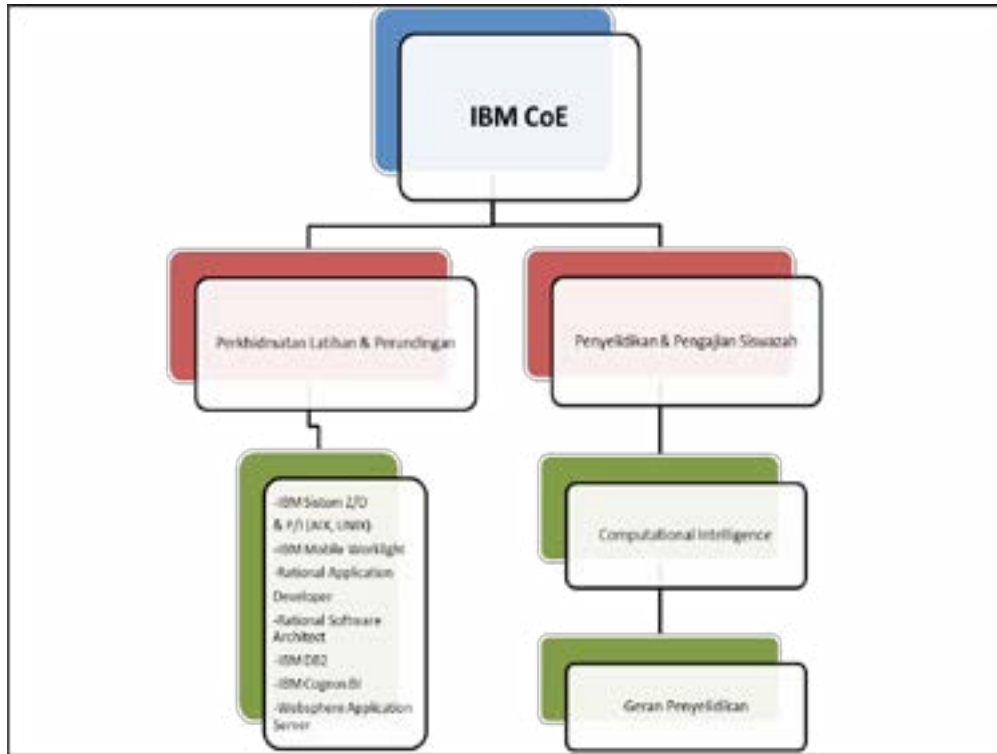 IBM CoE
Perkhidmatan Latihan & Perundingan
Penyelidikan & Pengajian Siswazah
-IBM Sistem Z/O
& P/i (AIX, UNIX)
-IBM Mobile Worklight
-Rational Application
Developer
-Rational Software
Architect
-IBM DB2
-IBM Cognos BI
-Websphere Application
Server
Computational Intelligence
Geran Penyelidikan